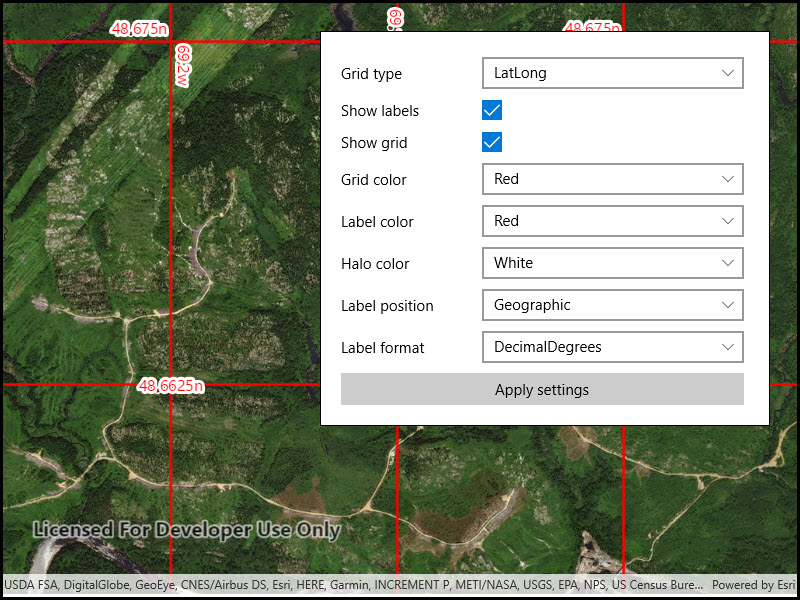 48.675n
69.
48.675n
69.2w
Grid type
LatLong
Show labels
Show grid
Grid color
Red
Label color
Red
Halo color
White
Label position
Geographic
Label format
DecimalDegrees
Apply settings
48.6625n
Licensed For Developer Use Only
USDA FSA, DigitalGlobe, GeoEye, CNES/Airbus DS, Esri, HERE, Garmin, INCREMENT P, METI/NASA, USGS, EPA, NPS, US Census Bure... Powered by Esri